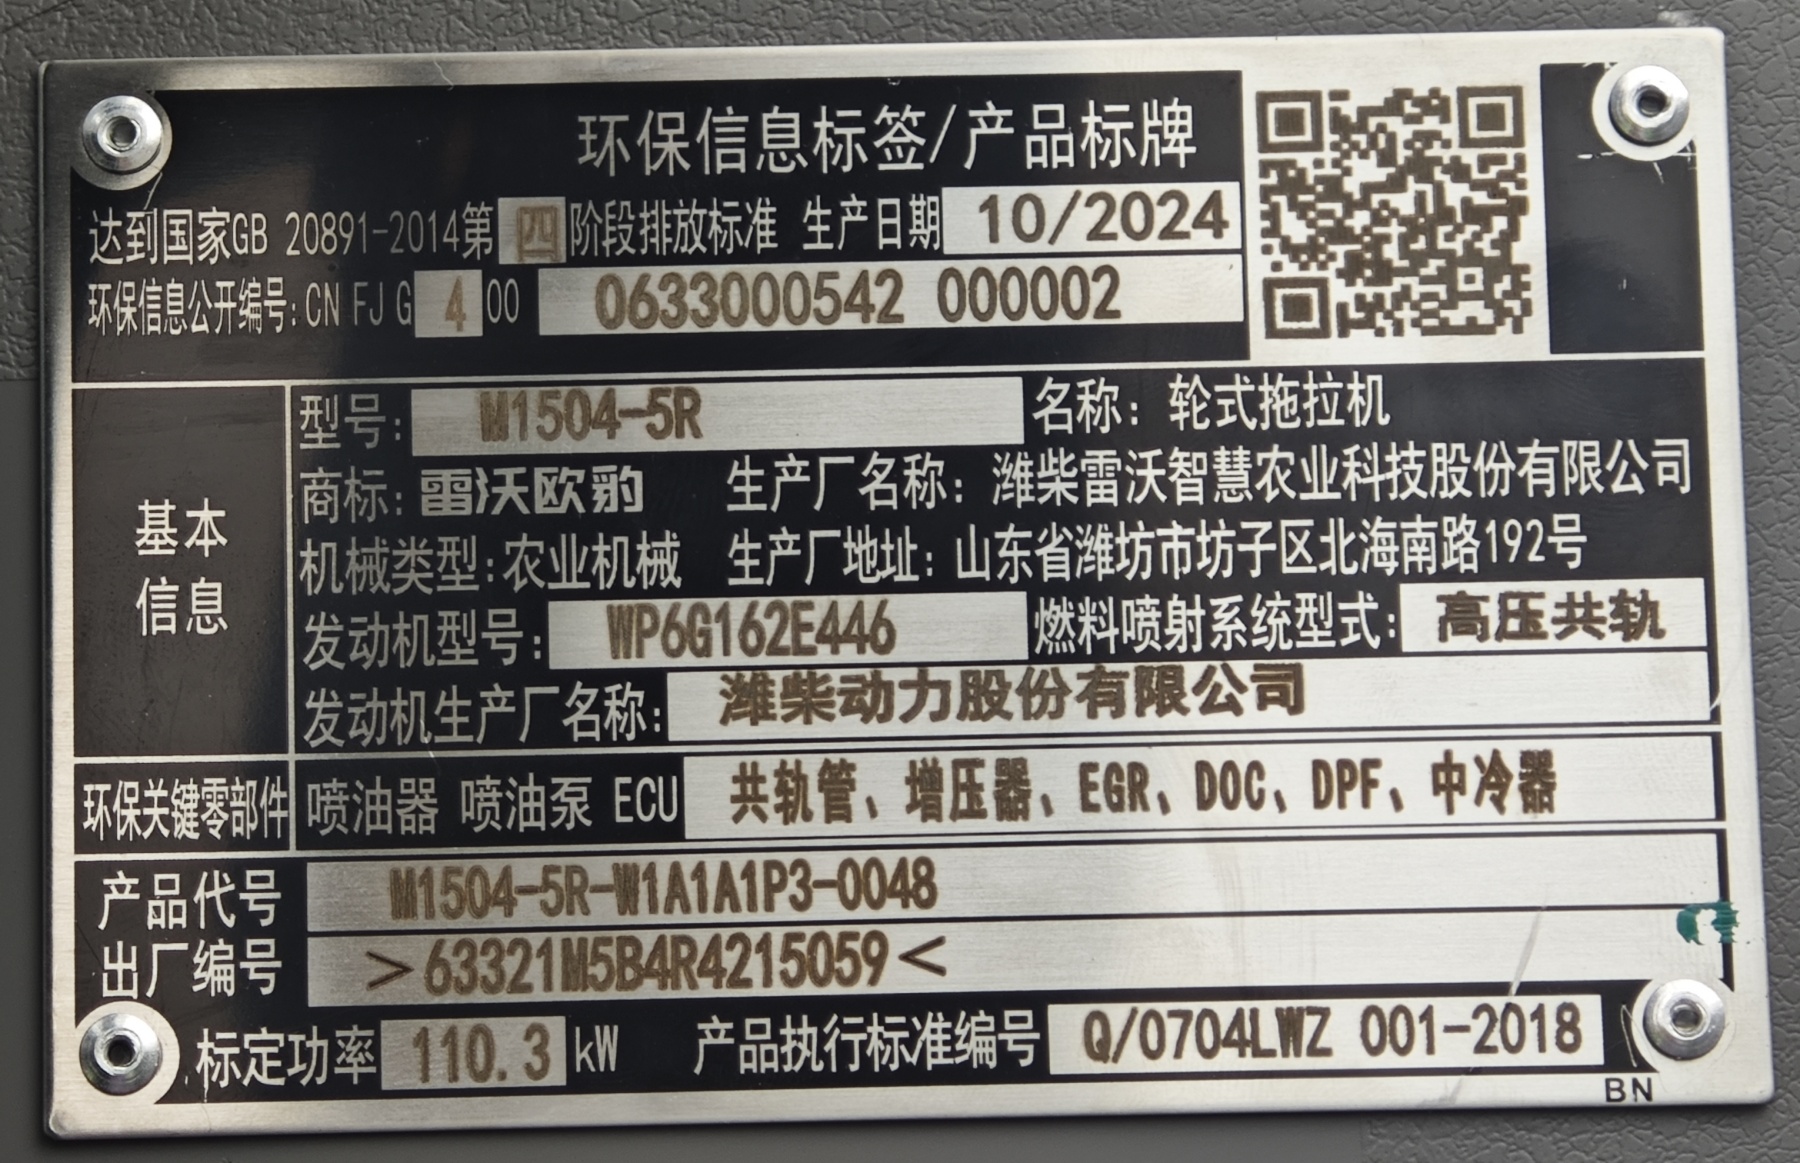 环保信息标签/产品标牌
达到国家GB 20891-2014第四阶段排放标准 生产日期 10/2024
环保信息公开编号:CN FJ G 4 00 0633000542 000002
基本信息
型号: M1504-5R 名称: 轮式拖拉机
商标: 雷沃欧豹 生产厂名称: 潍柴雷沃智慧农业科技股份有限公司
机械类型:农业机械 生产厂地址: 山东省潍坊市坊子区北海南路192号
发动机型号: WP6G162E446 燃料喷射系统型式: 高压共轨
发动机生产厂名称: 潍柴动力股份有限公司
环保关键零部件 喷油器 喷油泵 ECU 共轨管、增压器、EGR、DOC、DPF、中冷器
产品代号 M1504-5R-W1A1A1P3-0048
出厂编号 >63321M5B4R4215059<
标定功率 110.3 kW 产品执行标准编号 Q/0704LWZ 001-2018
BN